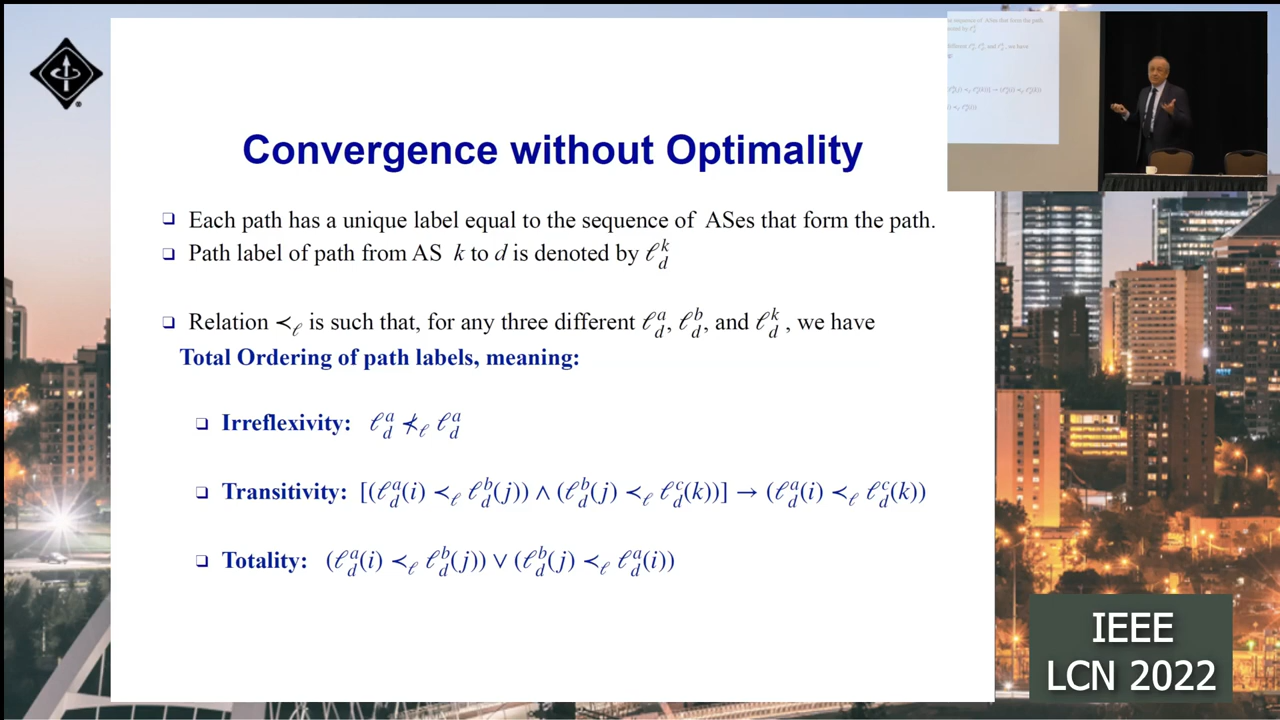 Convergence without Optimality
❑ Each path has a unique label equal to the sequence of ASes that form the path.
❑ Path label of path from AS k to d is denoted by ℓ_d^k
❑ Relation ≺_ℓ is such that, for any three different ℓ_d^a, ℓ_d^b, and ℓ_d^k , we have
Total Ordering of path labels, meaning:
❑ Irreflexivity: ℓ_d^a ⊀_ℓ ℓ_d^a
❑ Transitivity: [(ℓ_d^a(i) ≺_ℓ ℓ_d^b(j)) ∧ (ℓ_d^b(j) ≺_ℓ ℓ_d^c(k))] → (ℓ_d^a(i) ≺_ℓ ℓ_d^c(k))
❑ Totality: (ℓ_d^a(i) ≺_ℓ ℓ_d^b(j)) ∨ (ℓ_d^b(j) ≺_ℓ ℓ_d^a(i))
IEEE
LCN 2022